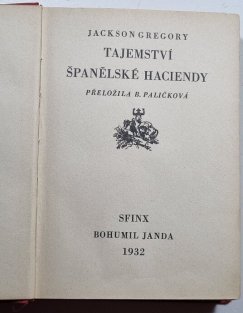 JACKSON GREGORY
TAJEMSTVÍ
ŠPANĚLSKÉ HACIENDY
PŘELOŽILA B. PALIČKOVÁ
SFINX
BOHUMIL JANDA
1932